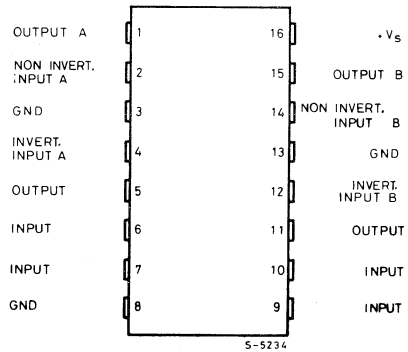 OUTPUT A 1 16 +Vs
NON INVERT. INPUT A 2 15 OUTPUT B
GND 3 14 NON INVERT. INPUT B
INVERT. INPUT A 4 13 GND
OUTPUT 5 12 INVERT. INPUT B
INPUT 6 11 OUTPUT
INPUT 7 10 INPUT
GND 8 9 INPUT
S-5234